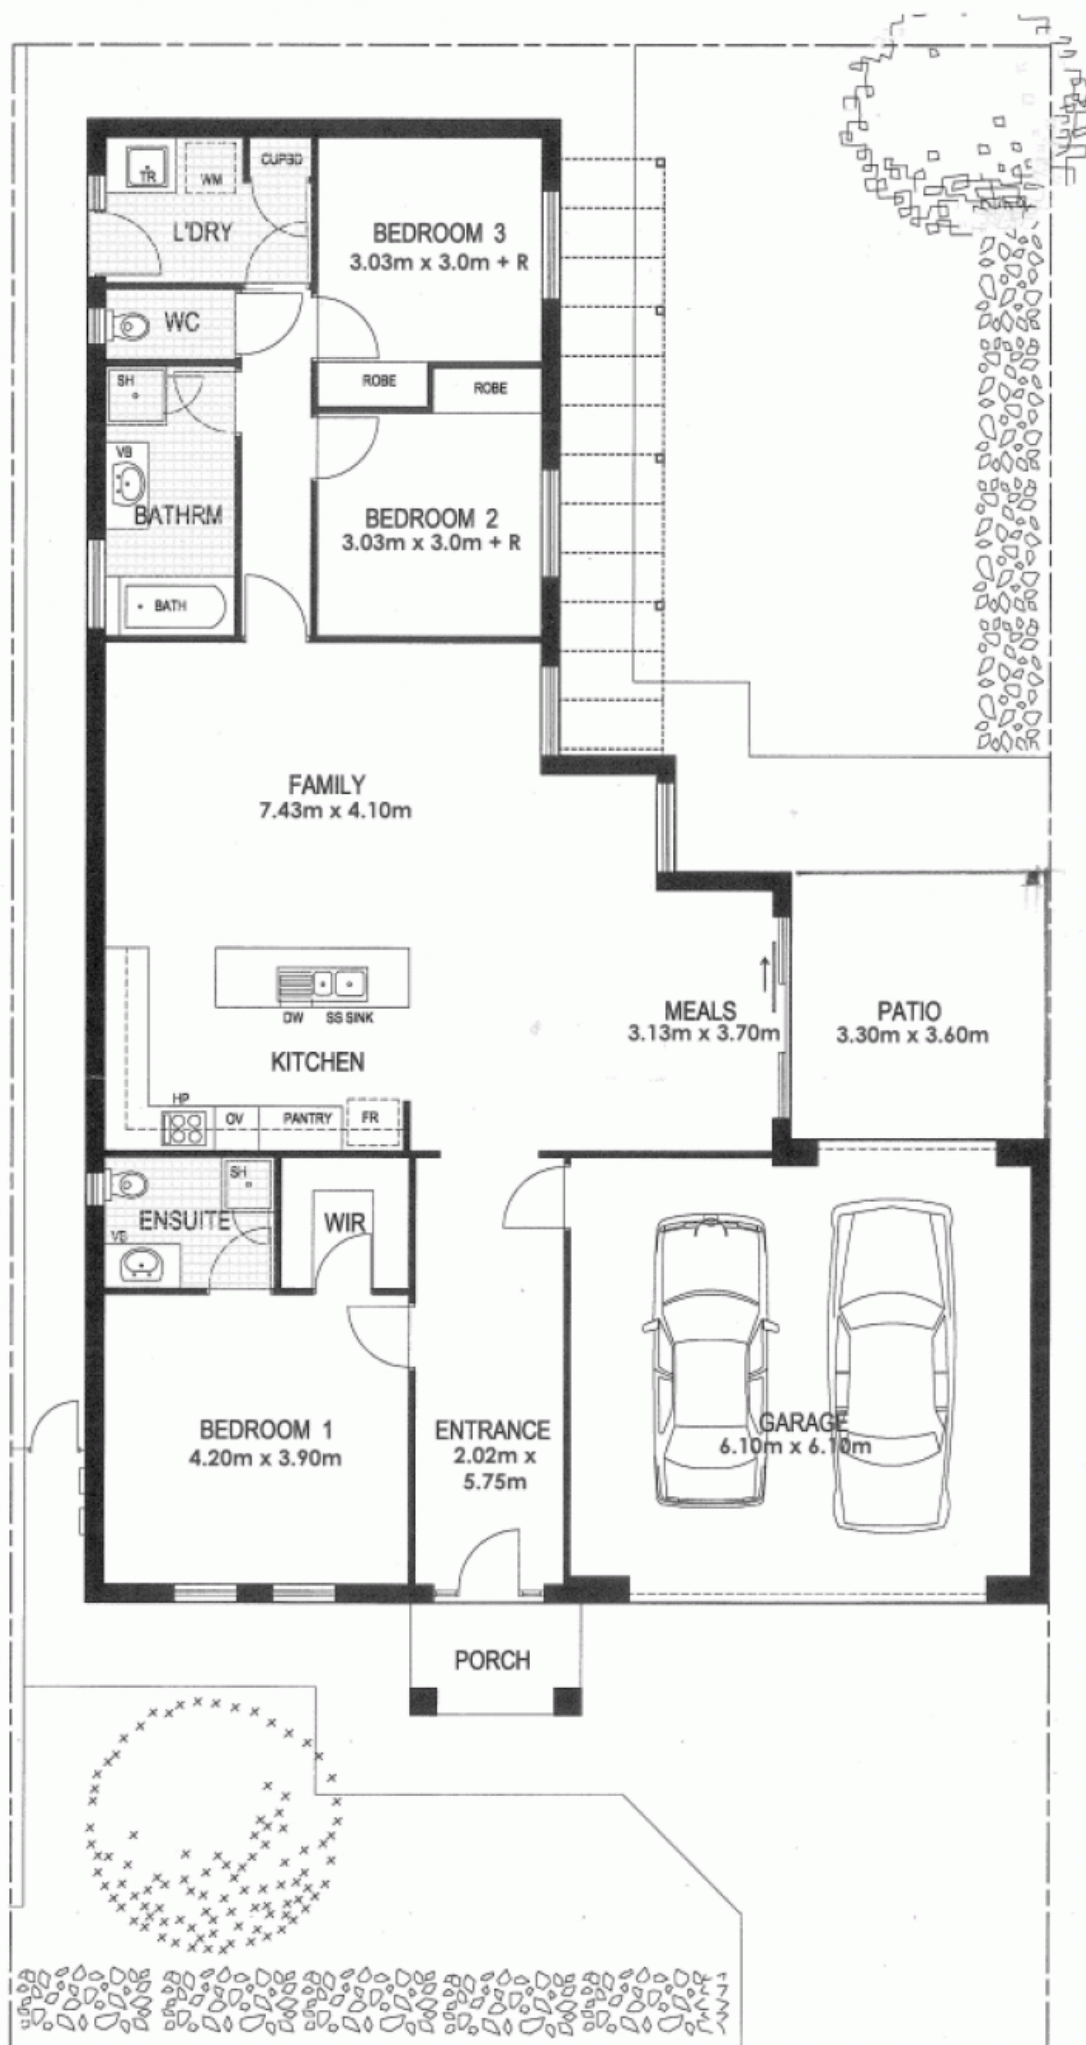 CUPBD
TR
WM
L'DRY
BEDROOM 3
3.03m x 3.0m + R
WC
SH
ROBE
ROBE
VB
BATHRM
BEDROOM 2
3.03m x 3.0m + R
BATH
FAMILY
7.43m x 4.10m
DW
SS SINK
KITCHEN
MEALS
3.13m x 3.70m
PATIO
3.30m x 3.60m
HP
OV
PANTRY
FR
SH
ENSUITE
VB
WIR
BEDROOM 1
4.20m x 3.90m
ENTRANCE
2.02m x
5.75m
GARAGE
6.10m x 6.10m
PORCH